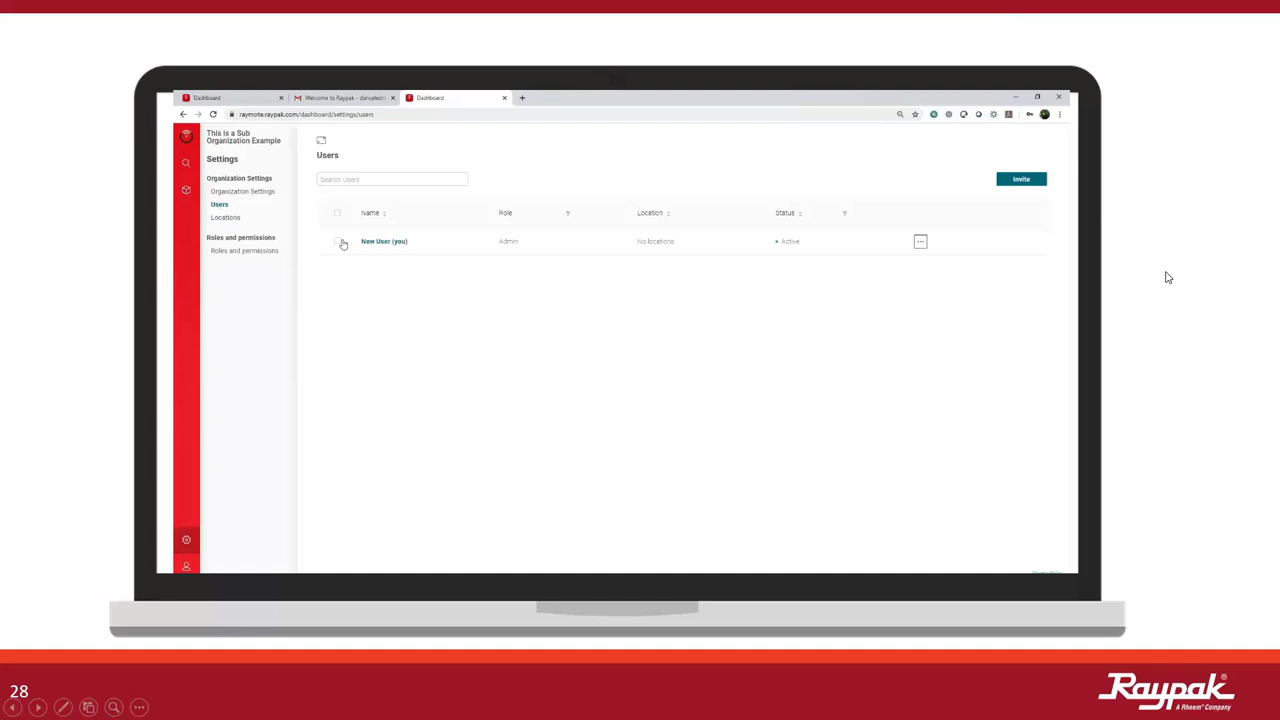 Dashboard
Welcome to Raypak - dancefedo
Dashboard
raymote.raypak.com/dashboard/settings/users
This is a Sub
Organization Example
Settings
Organization Settings
Organization Settings
Users
Locations
Roles and permissions
Roles and permissions
Users
Search Users
Invite
Name
Role
Location
Status
New User (you)
Admin
No locations
Active
28
Raypak®
A Rheem® Company